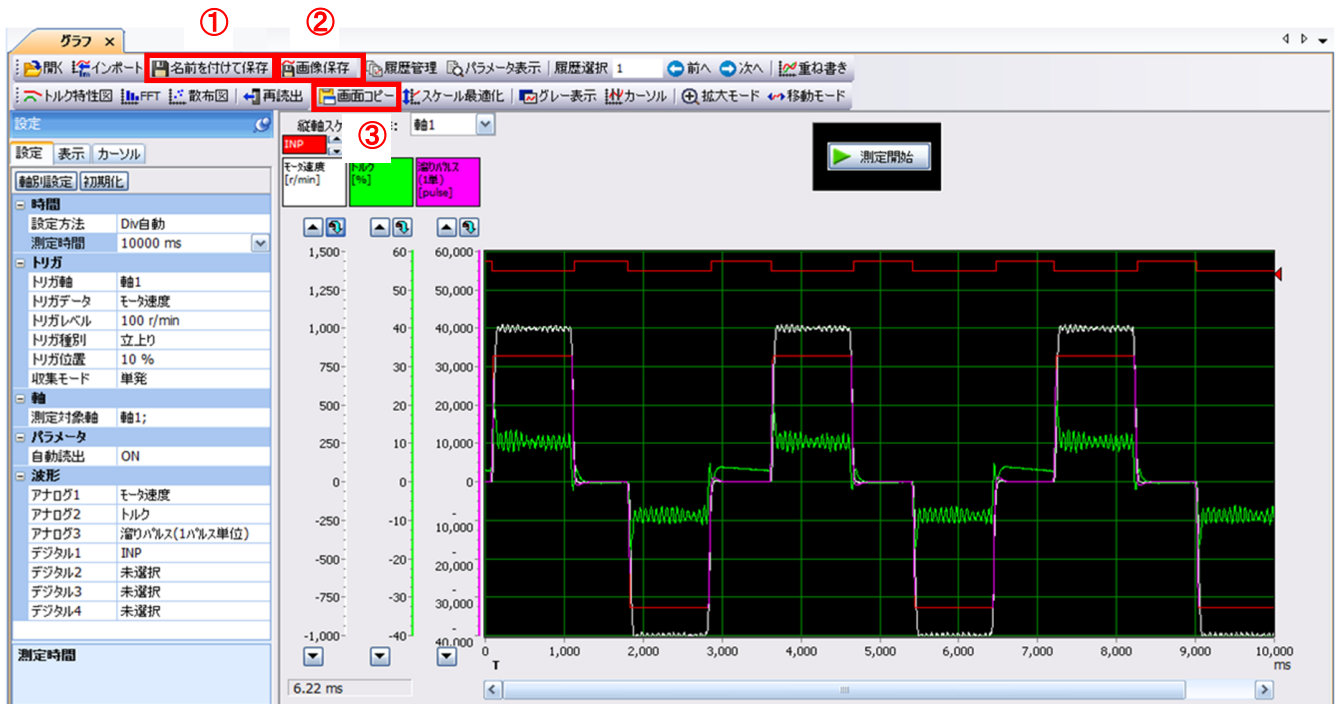 ① ②
グラフ ×
開く インポート 名前を付けて保存 画像保存 履歴管理 パラメータ表示 履歴選択 1 前へ 次へ 重ね書き
トルク特性図 FFT 散布図 再読出 画面コピー スケール最適化 グレー表示 カーソル 拡大モード 移動モード
③
設定
設定 表示 カーソル
軸別設定 初期化
時間
設定方法 Div自動
測定時間 10000 ms
トリガ
トリガ軸 軸1
トリガデータ モータ速度
トリガレベル 100 r/min
トリガ種別 立上り
トリガ位置 10 %
収集モード 単発
軸
測定対象軸 軸1;
パラメータ
自動読出 ON
波形
アナログ1 モータ速度
アナログ2 トルク
アナログ3 溜りパルス(1パルス単位)
デジタル1 INP
デジタル2 未選択
デジタル3 未選択
デジタル4 未選択
測定時間
縦軸スケ : 軸1
INP
モータ速度 [r/min]
トルク [%]
溜りパルス (1単) [pulse]
測定開始
1,500 60 60,000
1,250 50 50,000
1,000 40 40,000
750 30 30,000
500 20 20,000
250 10 10,000
0 0 0
-250 -10 -10,000
-500 -20 -20,000
-750 -30 -30,000
-1,000 -40 -40,000
0 1,000 2,000 3,000 4,000 5,000 6,000 7,000 8,000 9,000 10,000
T ms
6.22 ms